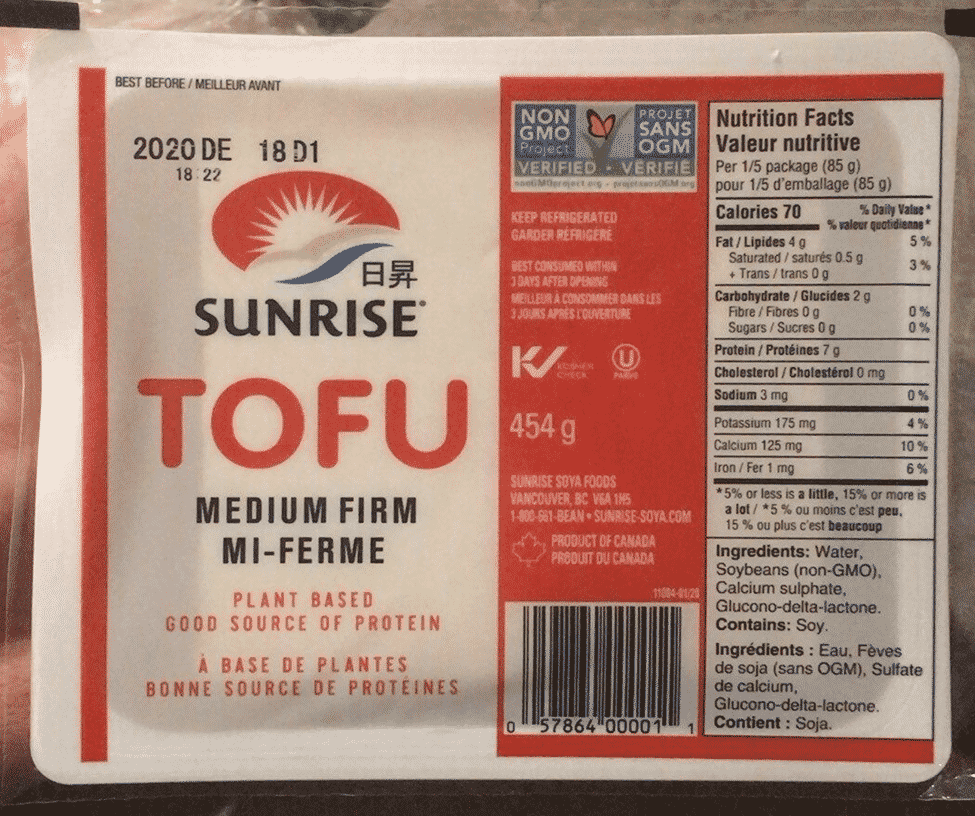 BEST BEFORE / MEILLEUR AVANT
2020 DE 18 D1
18:22
日昇
SUNRISE®
TOFU
MEDIUM FIRM
MI-FERME
PLANT BASED
GOOD SOURCE OF PROTEIN
À BASE DE PLANTES
BONNE SOURCE DE PROTÉINES
NON
GMO
Project
PROJET
SANS
OGM
VERIFIED • VÉRIFIÉ
nonGMOproject.org - projetsansOGM.org
KEEP REFRIGERATED
GARDER RÉFRIGÉRÉ
BEST CONSUMED WITHIN
3 DAYS AFTER OPENING
MEILLEUR À CONSOMMER DANS LES
3 JOURS APRÈS L'OUVERTURE
KOSHER
CHECK
U
PARVE
454 g
SUNRISE SOYA FOODS
VANCOUVER, BC V6A 1H5
1-800-661-BEAN • SUNRISE-SOYA.COM
PRODUCT OF CANADA
PRODUIT DU CANADA
11004-01/20
0 57864 00001 1
Nutrition Facts
Valeur nutritive
Per 1/5 package (85 g)
pour 1/5 d'emballage (85 g)
Calories 70
% Daily Value*
% valeur quotidienne*
Fat / Lipides 4 g 5 %
Saturated / saturés 0.5 g
+ Trans / trans 0 g 3 %
Carbohydrate / Glucides 2 g
Fibre / Fibres 0 g 0 %
Sugars / Sucres 0 g 0 %
Protein / Protéines 7 g
Cholesterol / Cholestérol 0 mg
Sodium 3 mg 0 %
Potassium 175 mg 4 %
Calcium 125 mg 10 %
Iron / Fer 1 mg 6 %
*5% or less is a little, 15% or more is
a lot / *5 % ou moins c'est peu,
15 % ou plus c'est beaucoup
Ingredients: Water,
Soybeans (non-GMO),
Calcium sulphate,
Glucono-delta-lactone.
Contains: Soy.
Ingrédients : Eau, Fèves
de soja (sans OGM), Sulfate
de calcium,
Glucono-delta-lactone.
Contient : Soja.